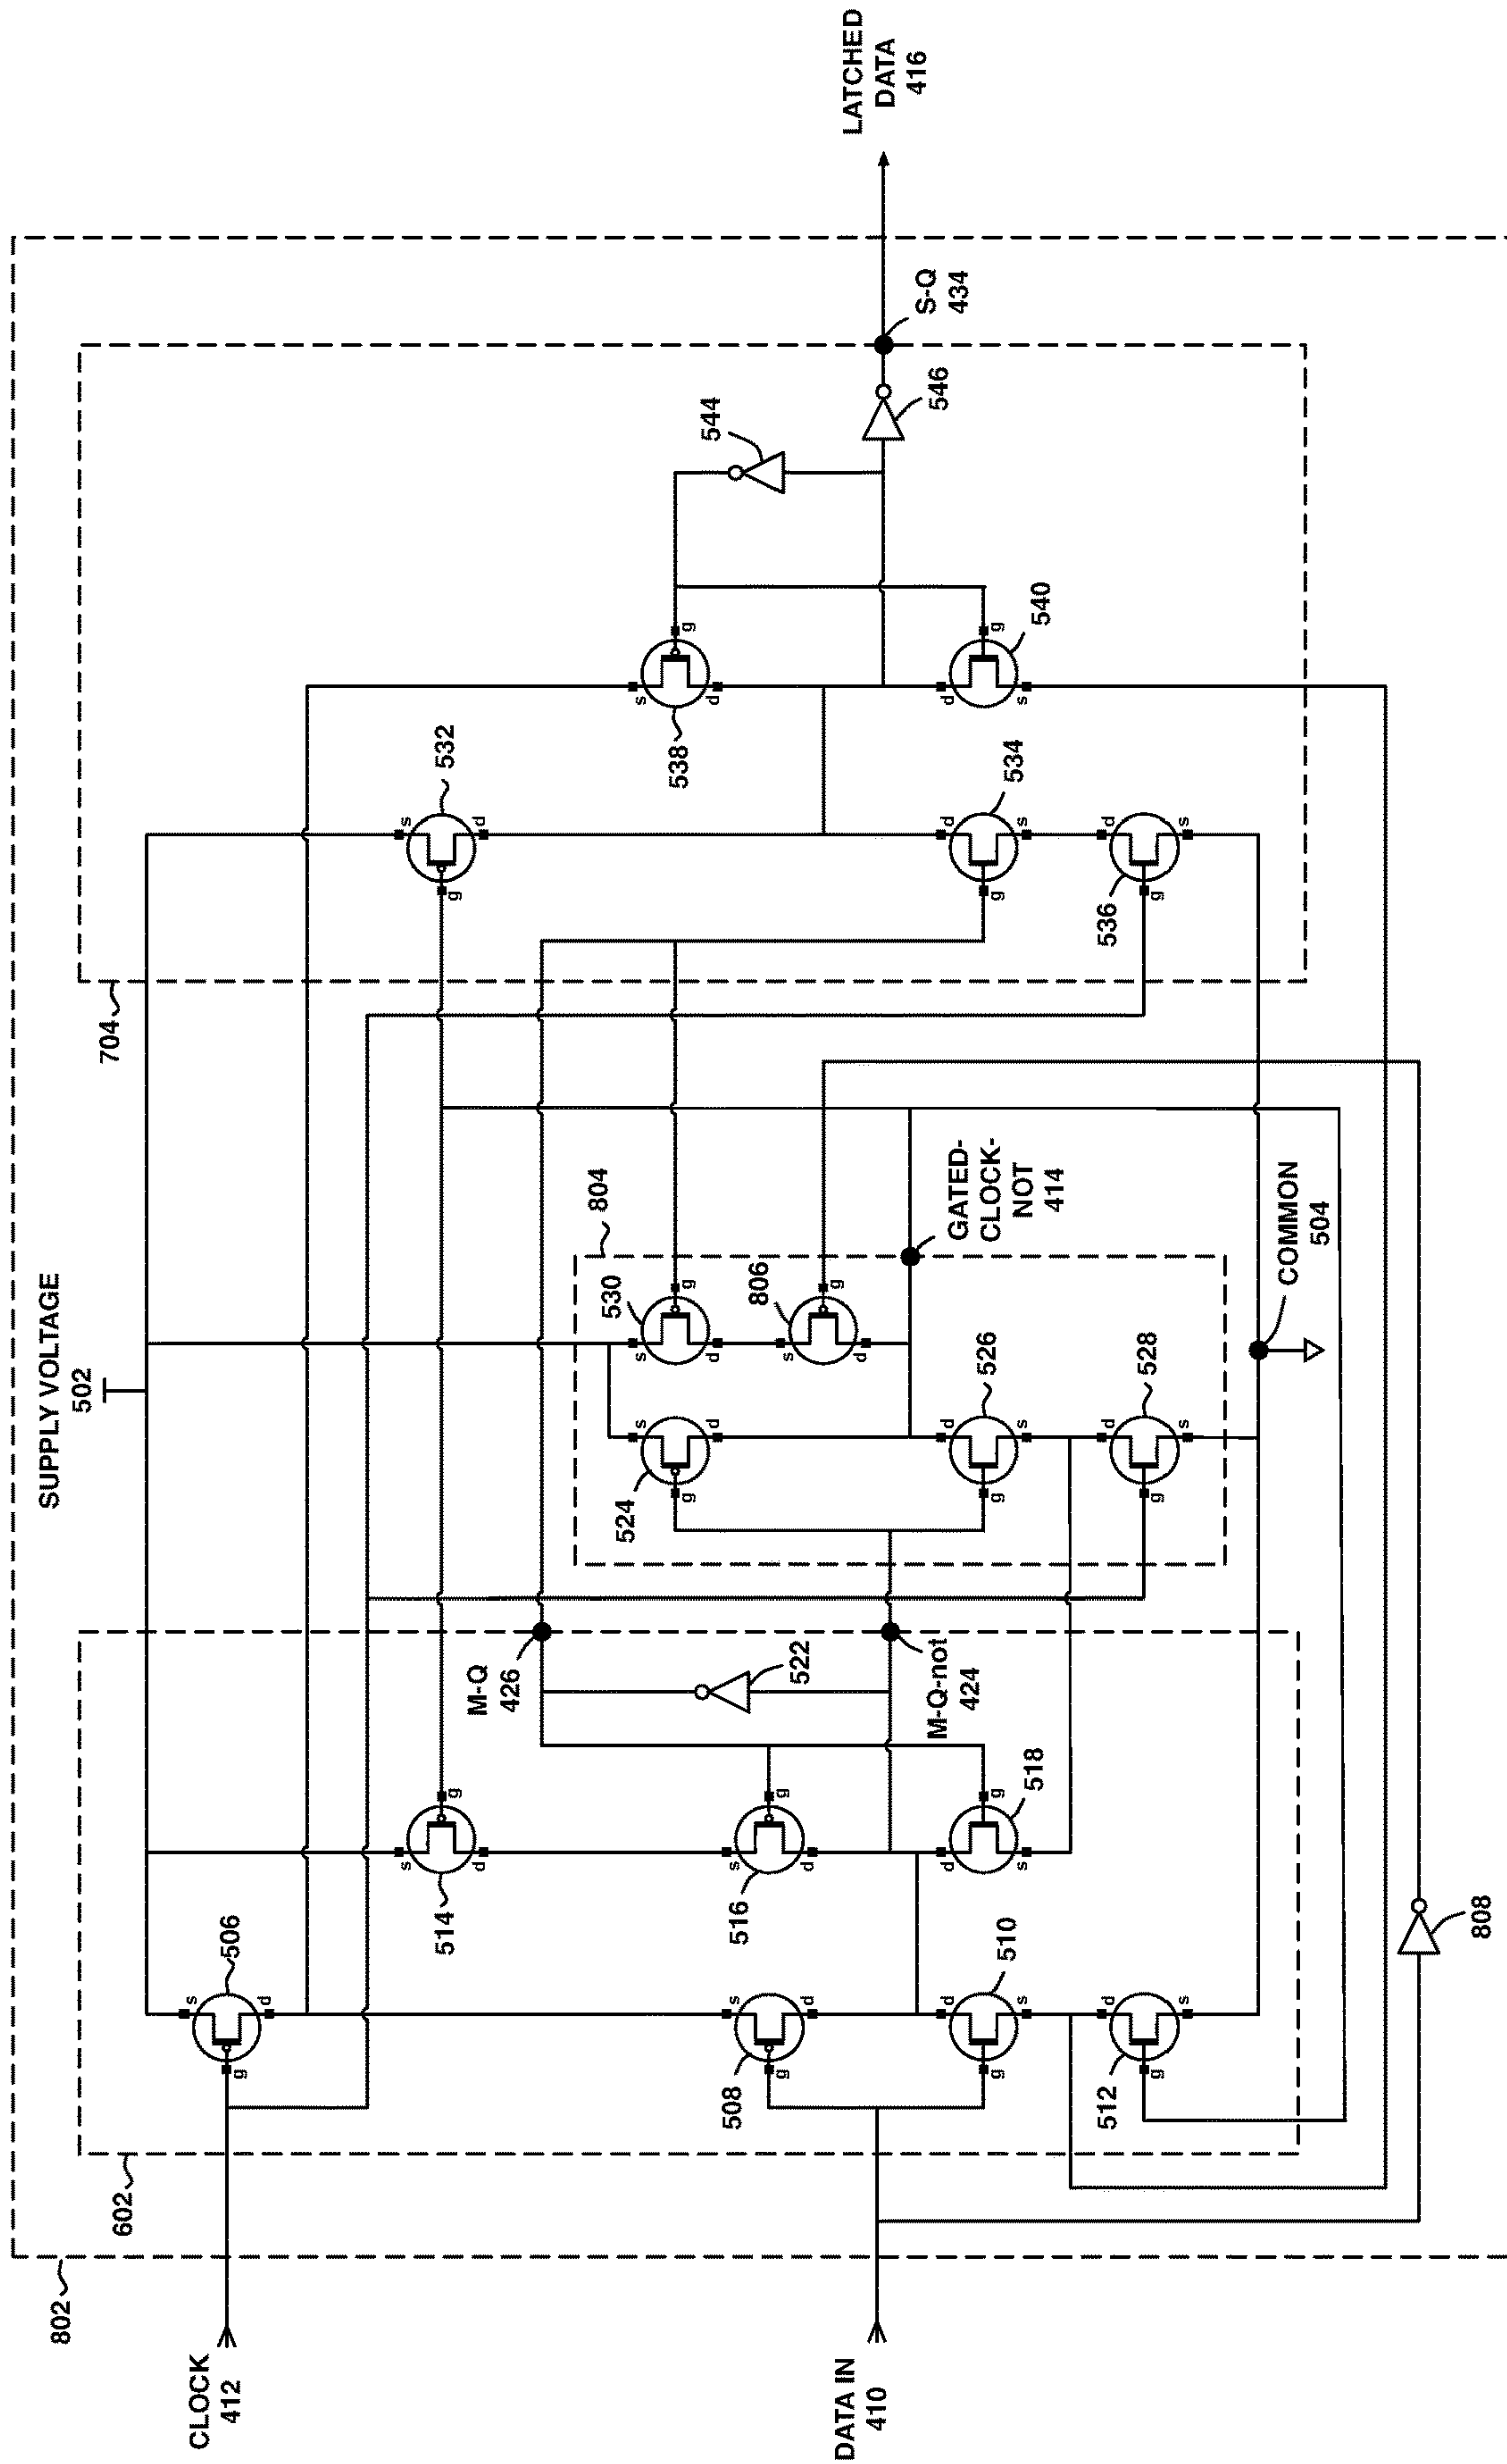 SUPPLY VOLTAGE
502
802
602
704
804
CLOCK
412
DATA IN
410
LATCHED
DATA
416
S-Q
434
M-Q
426
M-Q-not
424
GATED-
CLOCK-
NOT
414
COMMON
504
506
s
d
g
514
s
d
g
532
s
d
g
508
s
d
g
516
s
d
g
522
524
s
d
g
530
s
d
g
806
s
d
g
538
s
d
g
544
546
510
d
s
g
518
d
s
g
526
d
s
g
534
d
s
g
540
d
s
g
512
d
s
g
528
d
s
g
536
d
s
g
808